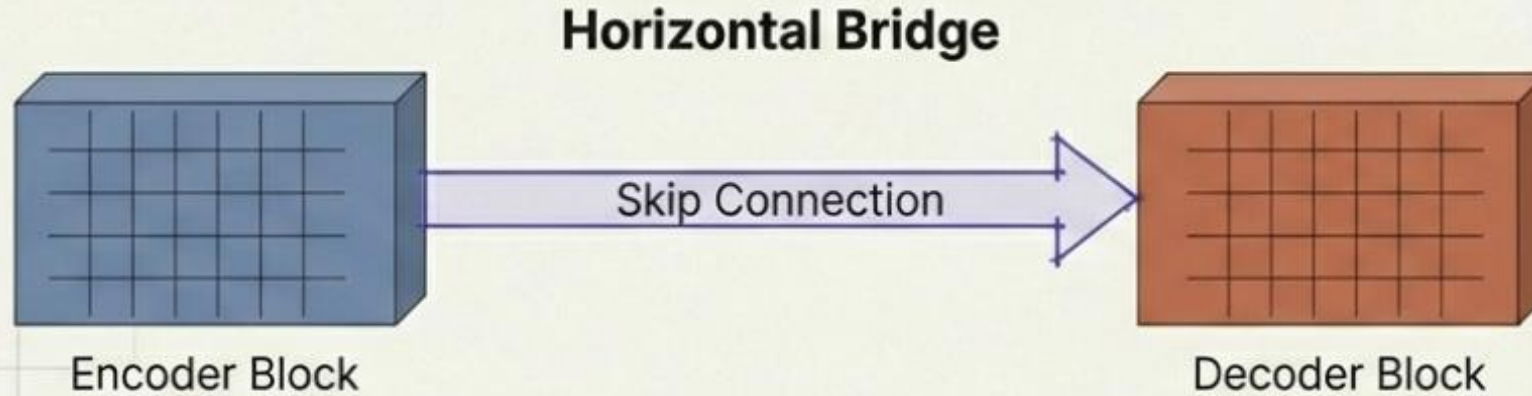 Horizontal Bridge
Skip Connection
Encoder Block
Decoder Block